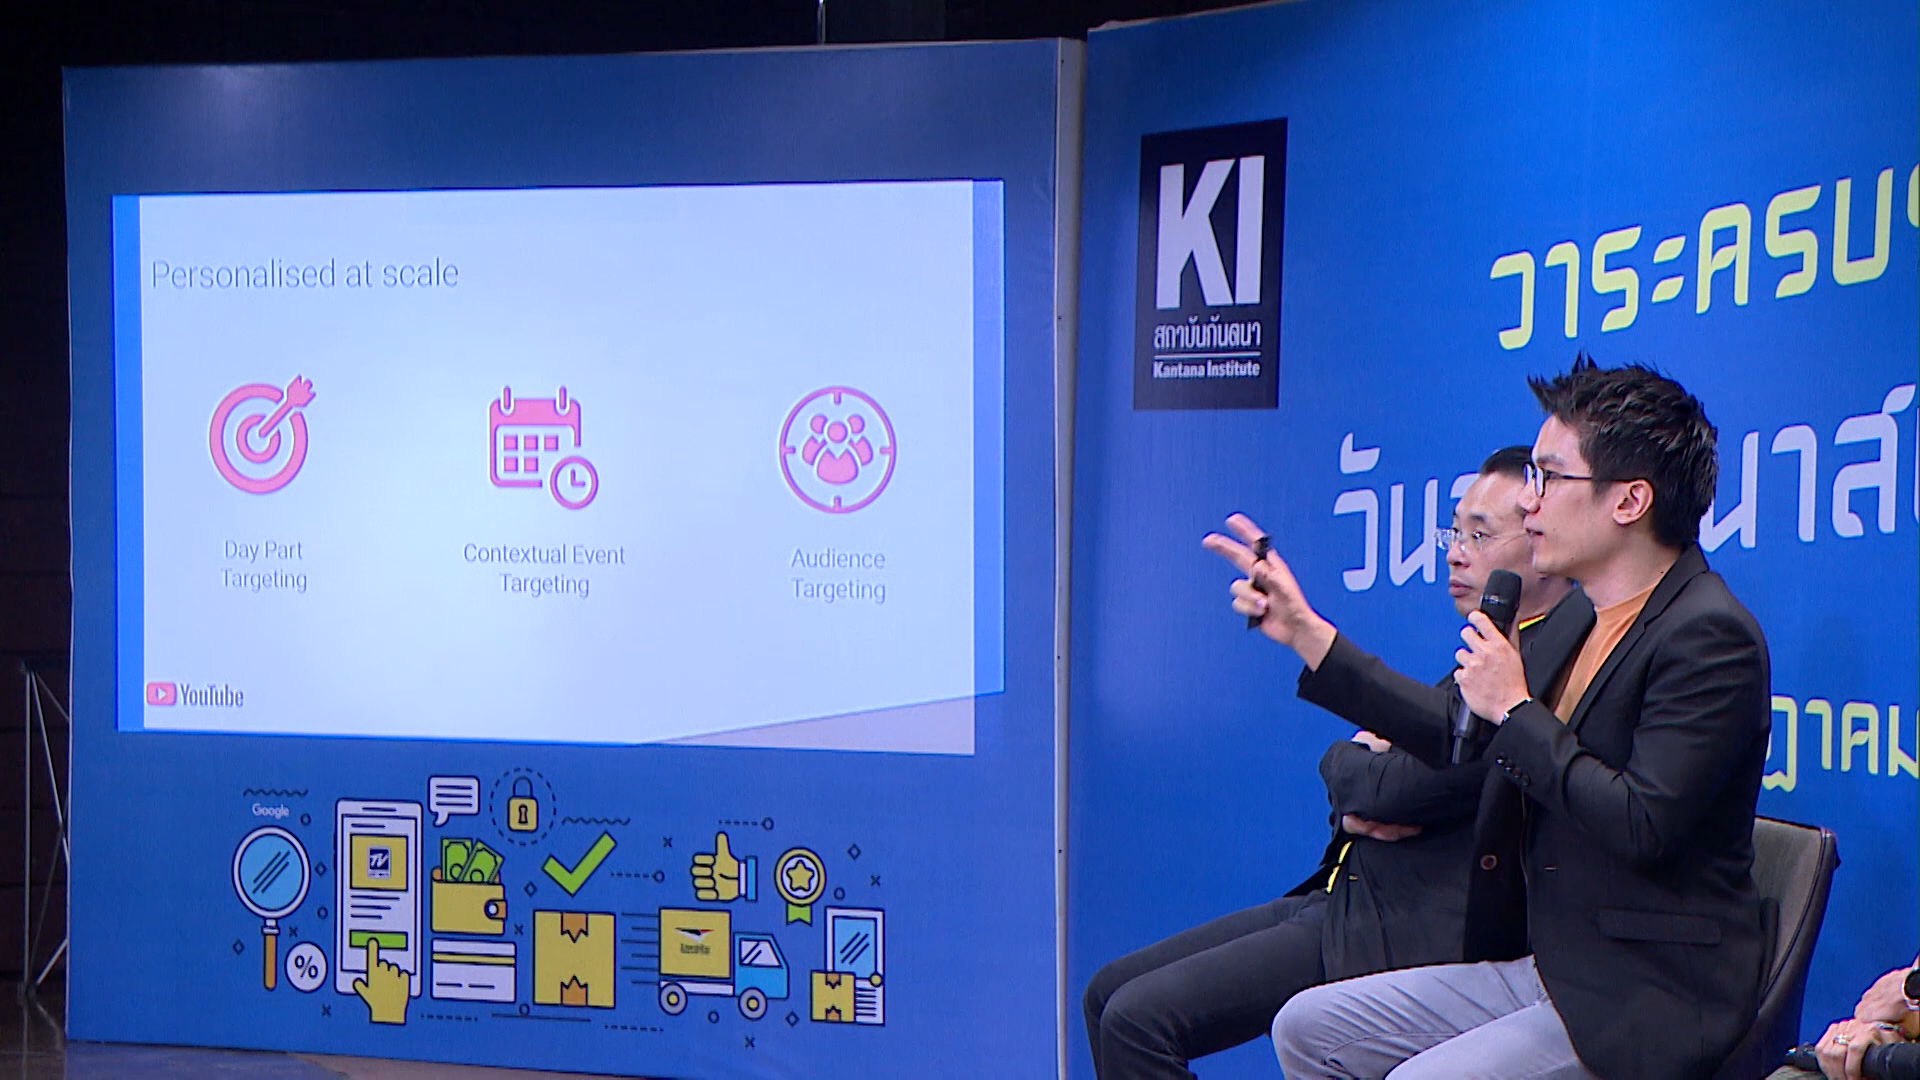 Personalised at scale
Day Part
Targeting
Contextual Event
Targeting
Audience
Targeting
YouTube
Google
TV
%
KI
สถาบันกันตนา
Kantana Institute
วาระครบ
วัน